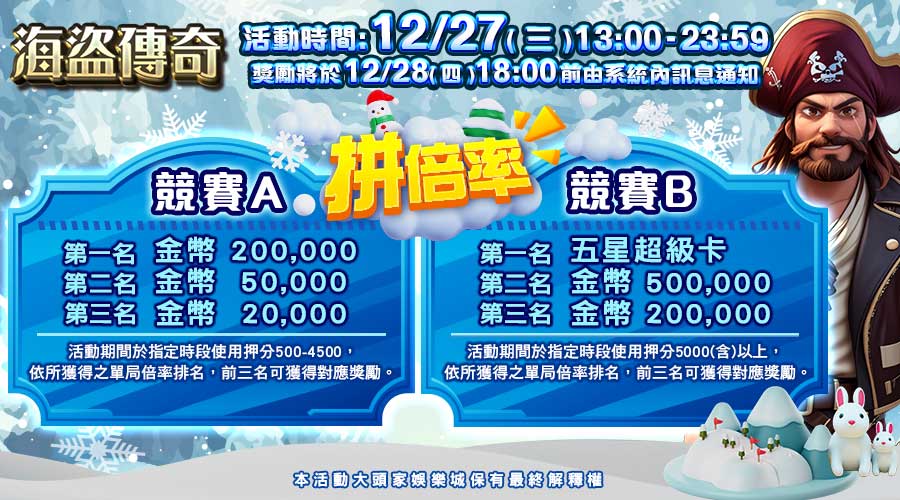 海盜傳奇
活動時間:12/27(三)13:00-23:59
獎勵將於12/28(四)18:00前由系統內訊息通知
拼倍率
競賽A
第一名 金幣 200,000
第二名 金幣 50,000
第三名 金幣 20,000
活動期間於指定時段使用押分500-4500，
依所獲得之單局倍率排名，前三名可獲得對應獎勵。
競賽B
第一名 五星超級卡
第二名 金幣 500,000
第三名 金幣 200,000
活動期間於指定時段使用押分5000(含)以上，
依所獲得之單局倍率排名，前三名可獲得對應獎勵。
本活動大頭家娛樂城保有最終解釋權